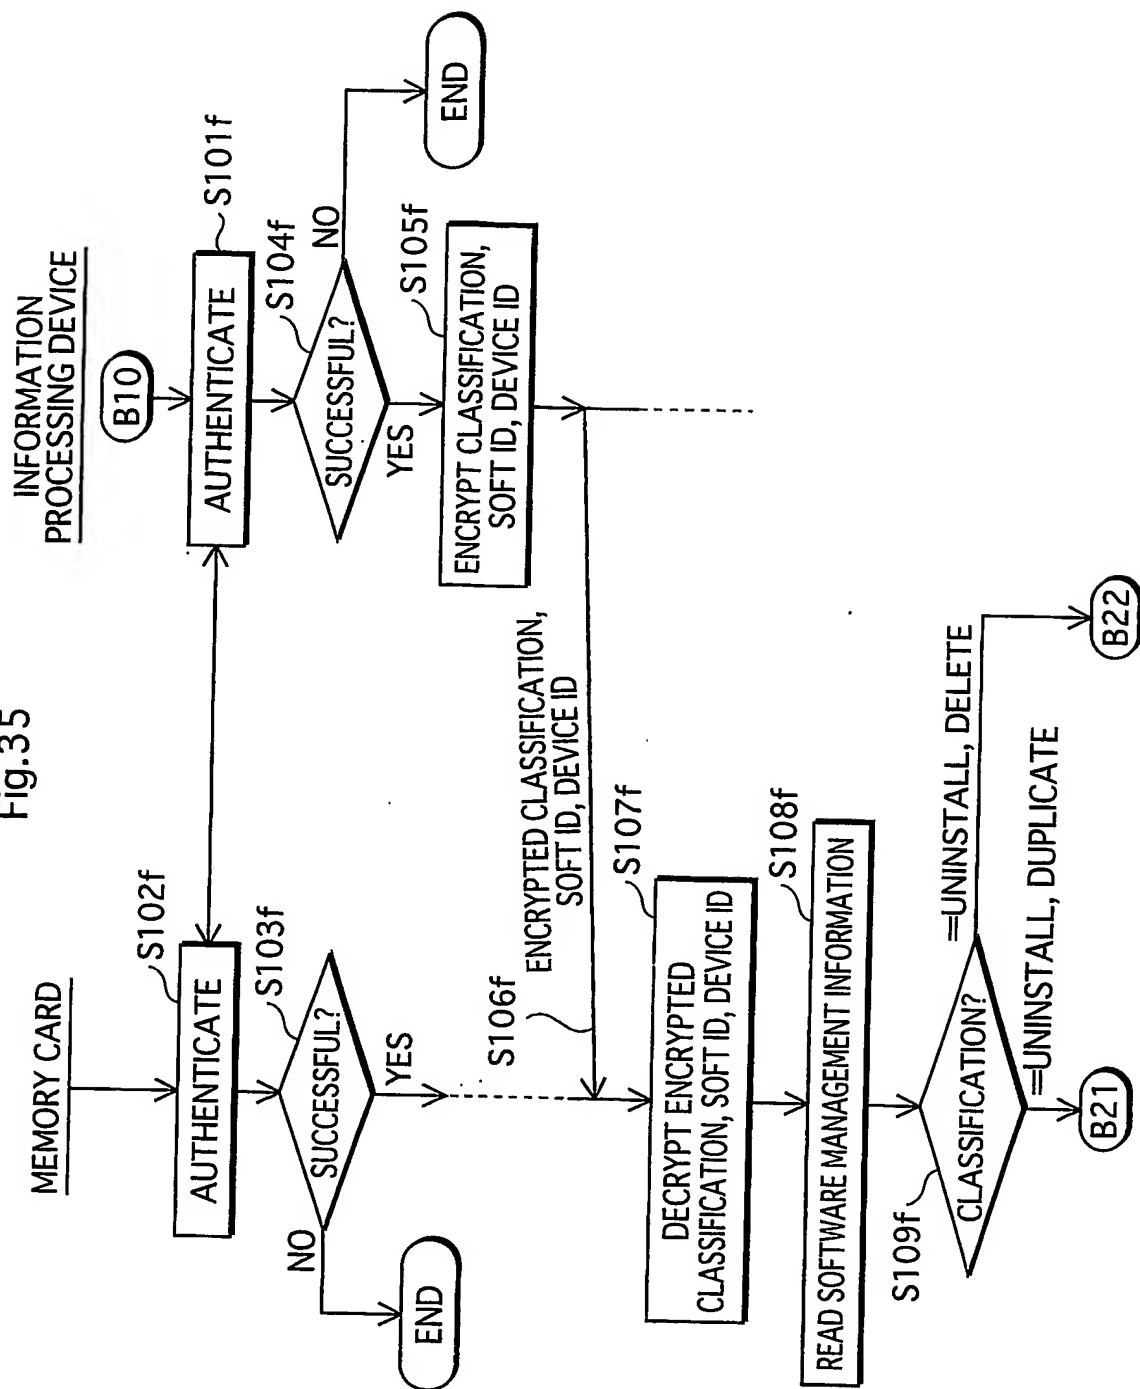 Fig.35
MEMORY CARD
INFORMATION
PROCESSING DEVICE
B10
S102f
AUTHENTICATE
S101f
AUTHENTICATE
S103f
SUCCESSFUL?
NO
YES
END
S104f
SUCCESSFUL?
NO
YES
END
S105f
ENCRYPT CLASSIFICATION,
SOFT ID, DEVICE ID
S106f
ENCRYPTED CLASSIFICATION,
SOFT ID, DEVICE ID
S107f
DECRYPT ENCRYPTED
CLASSIFICATION, SOFT ID, DEVICE ID
S108f
READ SOFTWARE MANAGEMENT INFORMATION
S109f
CLASSIFICATION?
=UNINSTALL, DELETE
B22
=UNINSTALL, DUPLICATE
B21